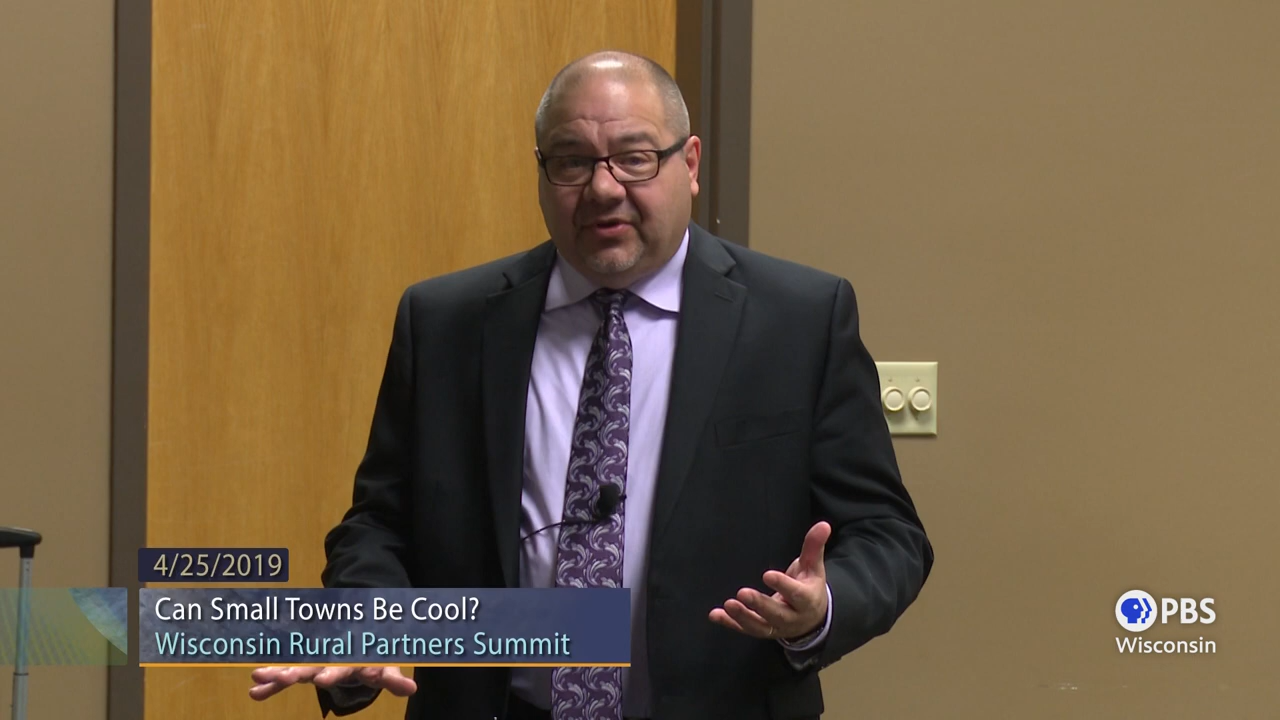 4/25/2019
Can Small Towns Be Cool?
Wisconsin Rural Partners Summit
PBS
Wisconsin